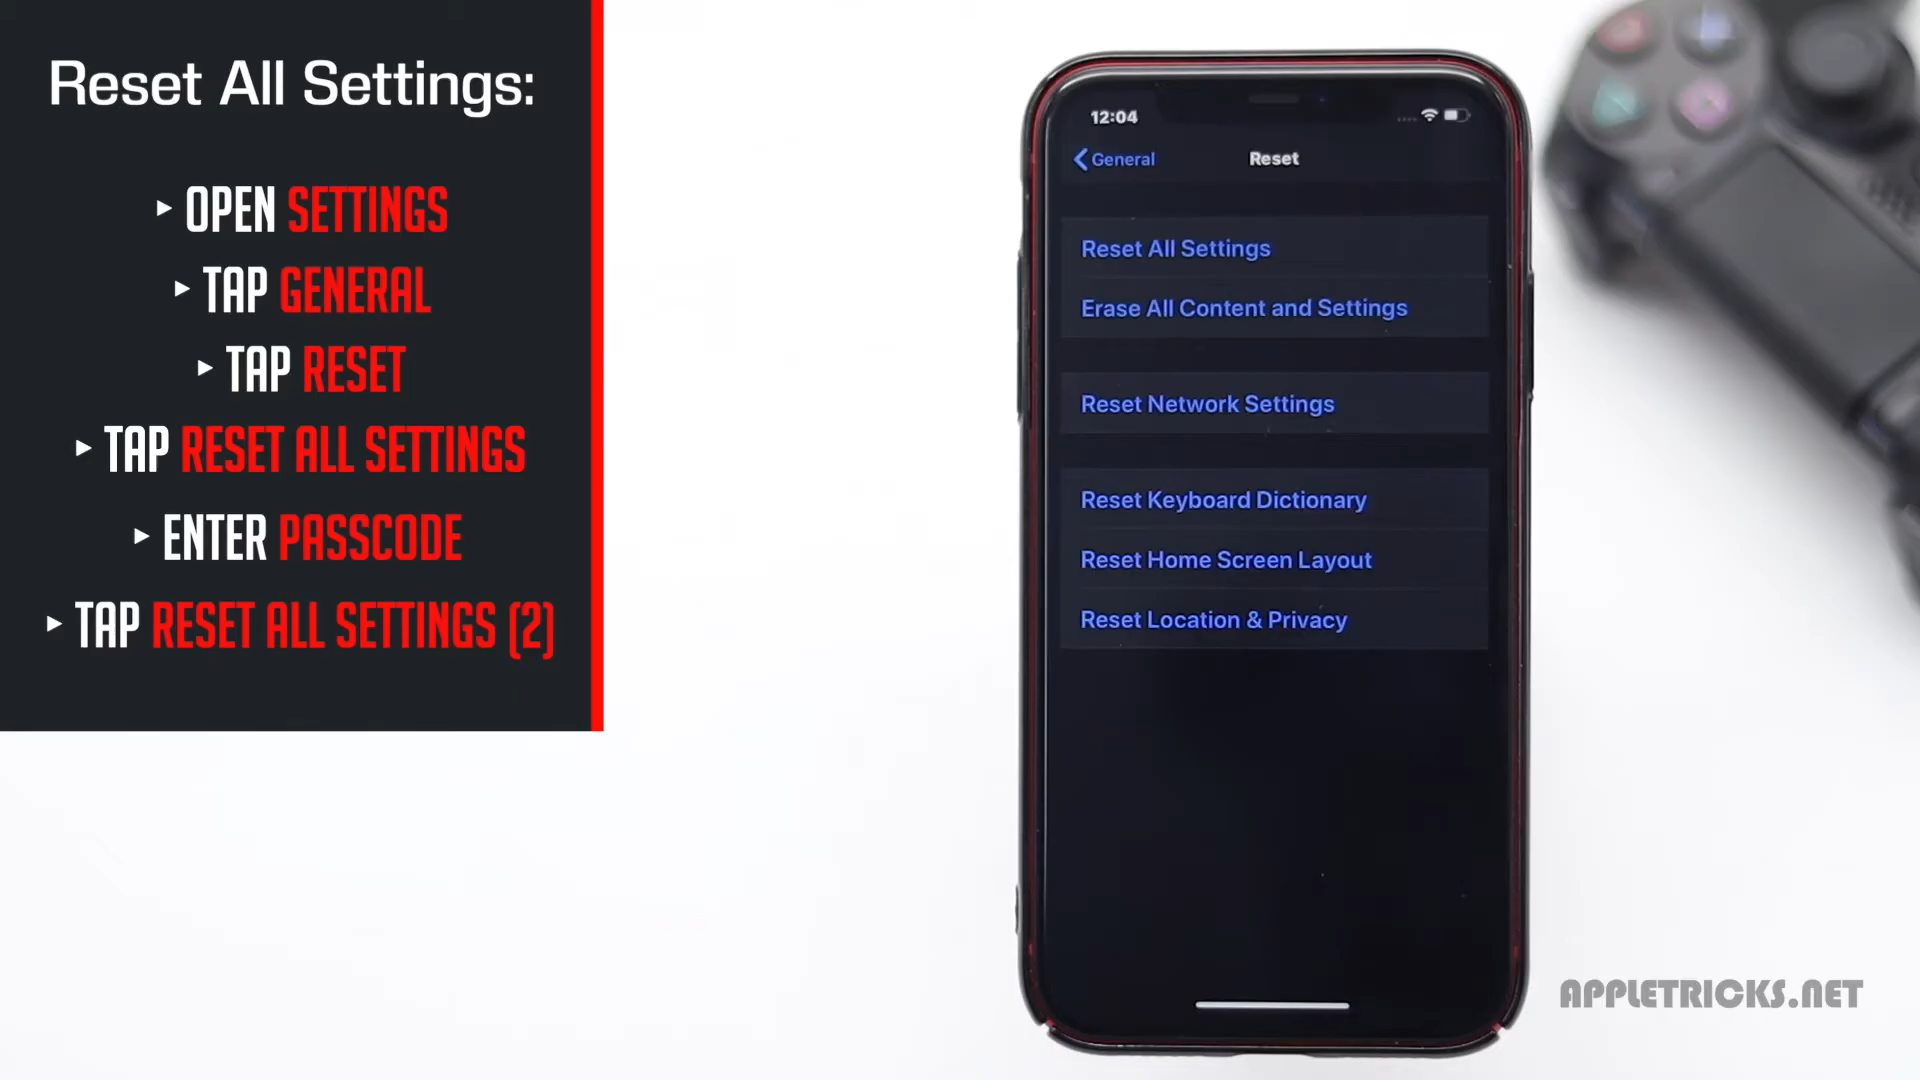 Reset All Settings:
▸ OPEN SETTINGS
▸ TAP GENERAL
▸ TAP RESET
▸ TAP RESET ALL SETTINGS
▸ ENTER PASSCODE
▸ TAP RESET ALL SETTINGS (2)
12:04
General
Reset
Reset All Settings
Erase All Content and Settings
Reset Network Settings
Reset Keyboard Dictionary
Reset Home Screen Layout
Reset Location & Privacy
APPLETRICKS.NET